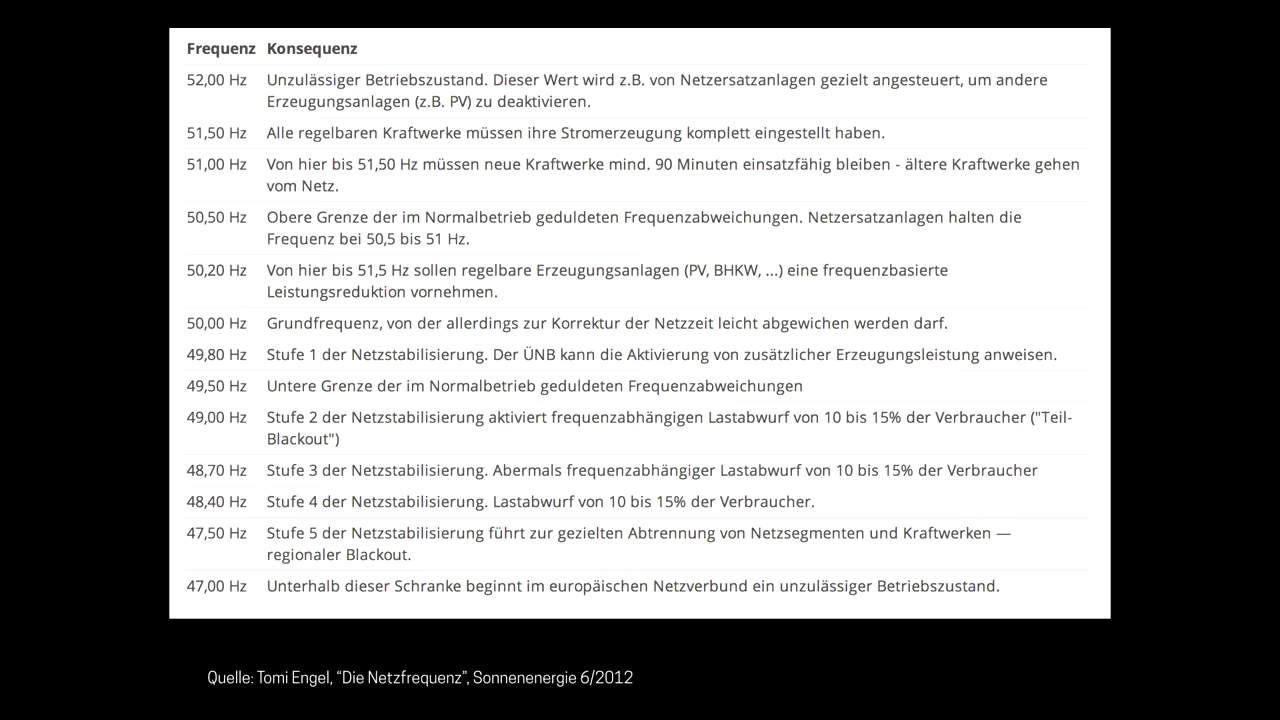 Frequenz Konsequenz
52,00 Hz Unzulässiger Betriebszustand. Dieser Wert wird z.B. von Netzersatzanlagen gezielt angesteuert, um andere
Erzeugungsanlagen (z.B. PV) zu deaktivieren.
51,50 Hz Alle regelbaren Kraftwerke müssen ihre Stromerzeugung komplett eingestellt haben.
51,00 Hz Von hier bis 51,50 Hz müssen neue Kraftwerke mind. 90 Minuten einsatzfähig bleiben - ältere Kraftwerke gehen
vom Netz.
50,50 Hz Obere Grenze der im Normalbetrieb geduldeten Frequenzabweichungen. Netzersatzanlagen halten die
Frequenz bei 50,5 bis 51 Hz.
50,20 Hz Von hier bis 51,5 Hz sollen regelbare Erzeugungsanlagen (PV, BHKW, ...) eine frequenzbasierte
Leistungsreduktion vornehmen.
50,00 Hz Grundfrequenz, von der allerdings zur Korrektur der Netzzeit leicht abgewichen werden darf.
49,80 Hz Stufe 1 der Netzstabilisierung. Der ÜNB kann die Aktivierung von zusätzlicher Erzeugungsleistung anweisen.
49,50 Hz Untere Grenze der im Normalbetrieb geduldeten Frequenzabweichungen
49,00 Hz Stufe 2 der Netzstabilisierung aktiviert frequenzabhängigen Lastabwurf von 10 bis 15% der Verbraucher ("Teil-
Blackout")
48,70 Hz Stufe 3 der Netzstabilisierung. Abermals frequenzabhängiger Lastabwurf von 10 bis 15% der Verbraucher
48,40 Hz Stufe 4 der Netzstabilisierung. Lastabwurf von 10 bis 15% der Verbraucher.
47,50 Hz Stufe 5 der Netzstabilisierung führt zur gezielten Abtrennung von Netzsegmenten und Kraftwerken —
regionaler Blackout.
47,00 Hz Unterhalb dieser Schranke beginnt im europäischen Netzverbund ein unzulässiger Betriebszustand.
Quelle: Tomi Engel, “Die Netzfrequenz”, Sonnenenergie 6/2012